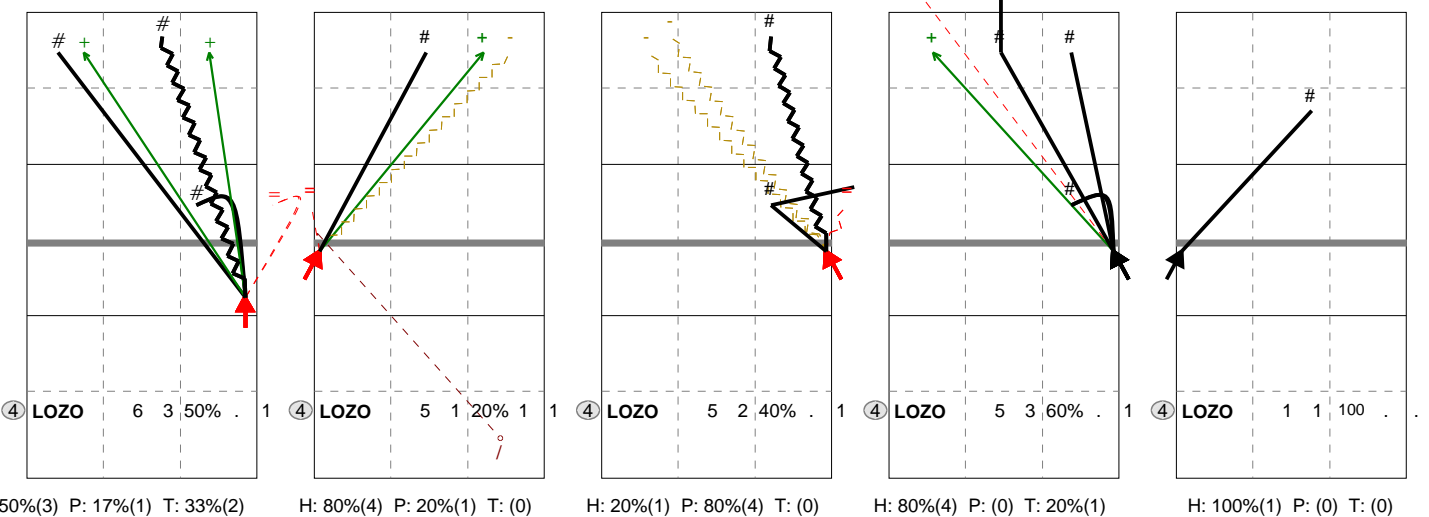 # + # + #
# + -
- - # #
+ # # #
#
= =
=
4 LOZO 6 3 50% . 1
4 LOZO 5 1 20% 1 1
4 LOZO 5 2 40% . 1
4 LOZO 5 3 60% . 1
4 LOZO 1 1 100 . .
50%(3) P: 17%(1) T: 33%(2)
H: 80%(4) P: 20%(1) T: (0)
H: 20%(1) P: 80%(4) T: (0)
H: 80%(4) P: (0) T: 20%(1)
H: 100%(1) P: (0) T: (0)